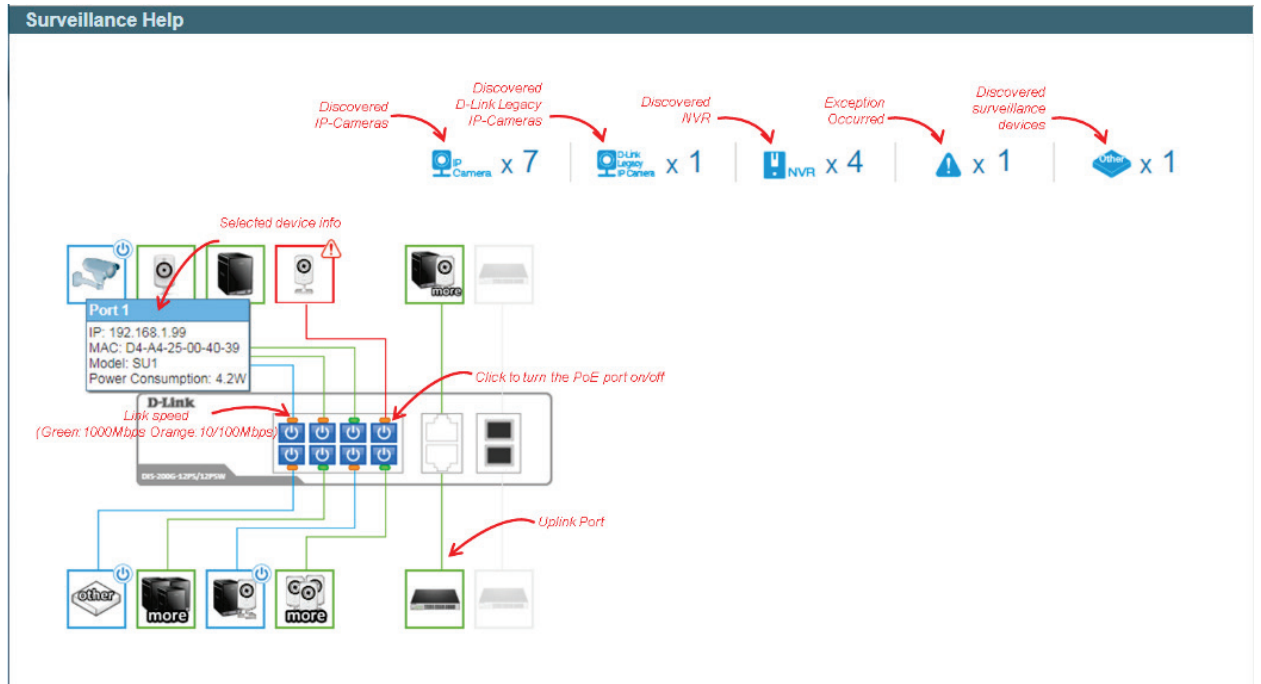 Surveillance Help
Discovered
IP-Cameras
Discovered
D-Link Legacy
IP-Cameras
Discovered
NVR
Exception
Occurred
Discovered
surveillance
devices
IP
Camera x 7
D-Link
Legacy
IP Camera x 1
NVR x 4
x 1
Other x 1
Selected device info
more
Port 1
IP: 192.168.1.99
MAC: D4-A4-25-00-40-39
Model: SU1
Power Consumption: 4.2W
Click to turn the PoE port on/off
D-Link
Link speed
(Green:1000Mbps Orange:10/100Mbps)
DIS-200G-12PS/12PSW
Uplink Port
other
more
more